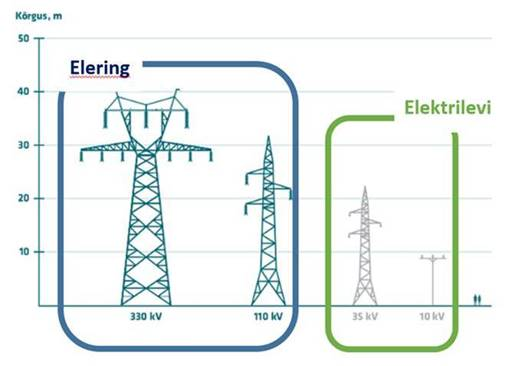 Kõrgus, m
50
Elering
40
Elektrilevi
30
20
10
330 kV
110 kV
35 kV
10 kV